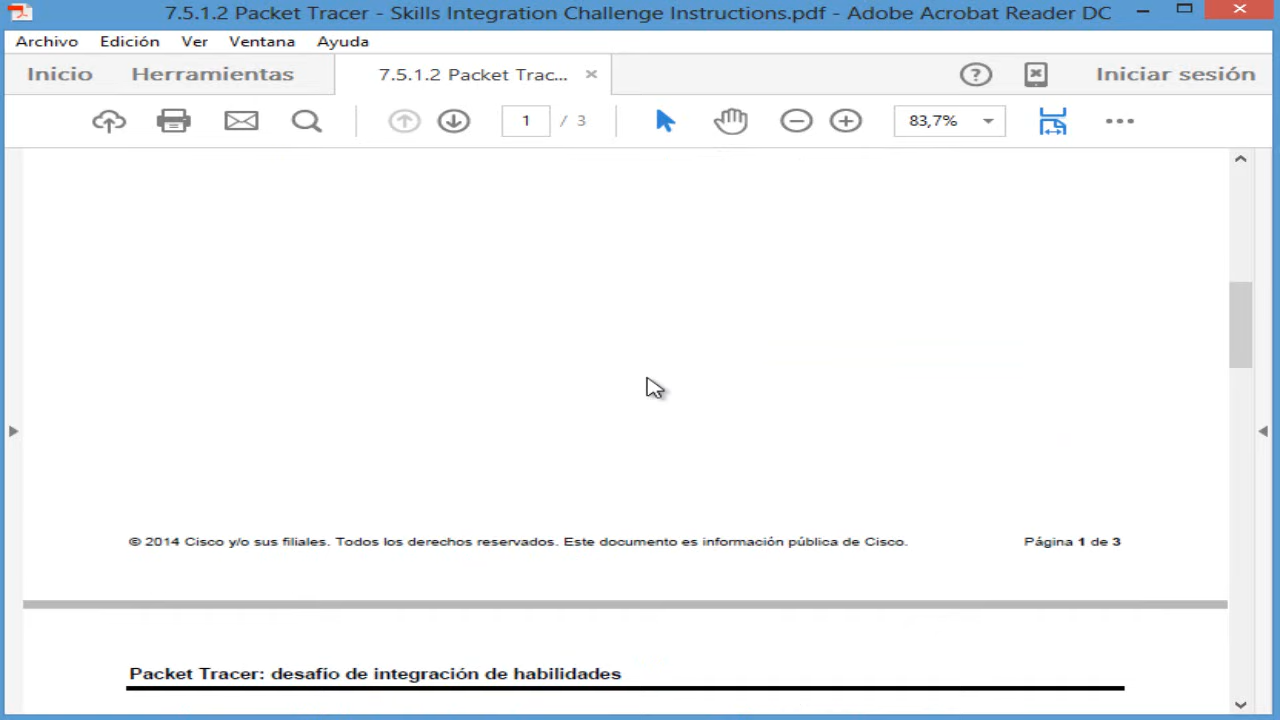 7.5.1.2 Packet Tracer - Skills Integration Challenge Instructions.pdf - Adobe Acrobat Reader DC
Archivo Edición Ver Ventana Ayuda
Inicio Herramientas 7.5.1.2 Packet Trac... Iniciar sesión
1 / 3 83,7%
© 2014 Cisco y/o sus filiales. Todos los derechos reservados. Este documento es información pública de Cisco. Página 1 de 3
Packet Tracer: desafío de integración de habilidades